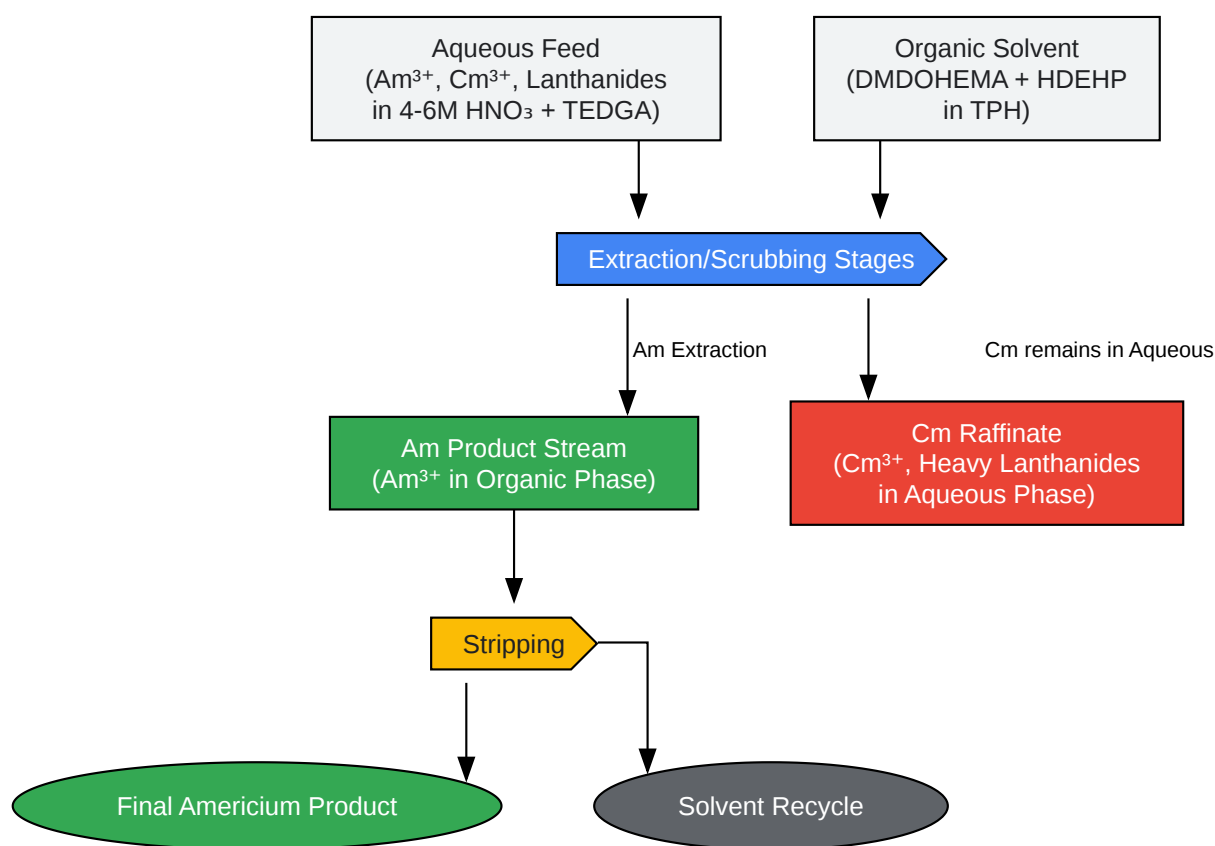 Aqueous Feed
(Am³⁺, Cm³⁺, Lanthanides
in 4-6M HNO₃ + TEDGA)
Organic Solvent
(DMDOHEMA + HDEHP
in TPH)
Extraction/Scrubbing Stages
Am Extraction
Cm remains in Aqueous
Am Product Stream
(Am³⁺ in Organic Phase)
Cm Raffinate
(Cm³⁺, Heavy Lanthanides
in Aqueous Phase)
Stripping
Final Americium Product
Solvent Recycle